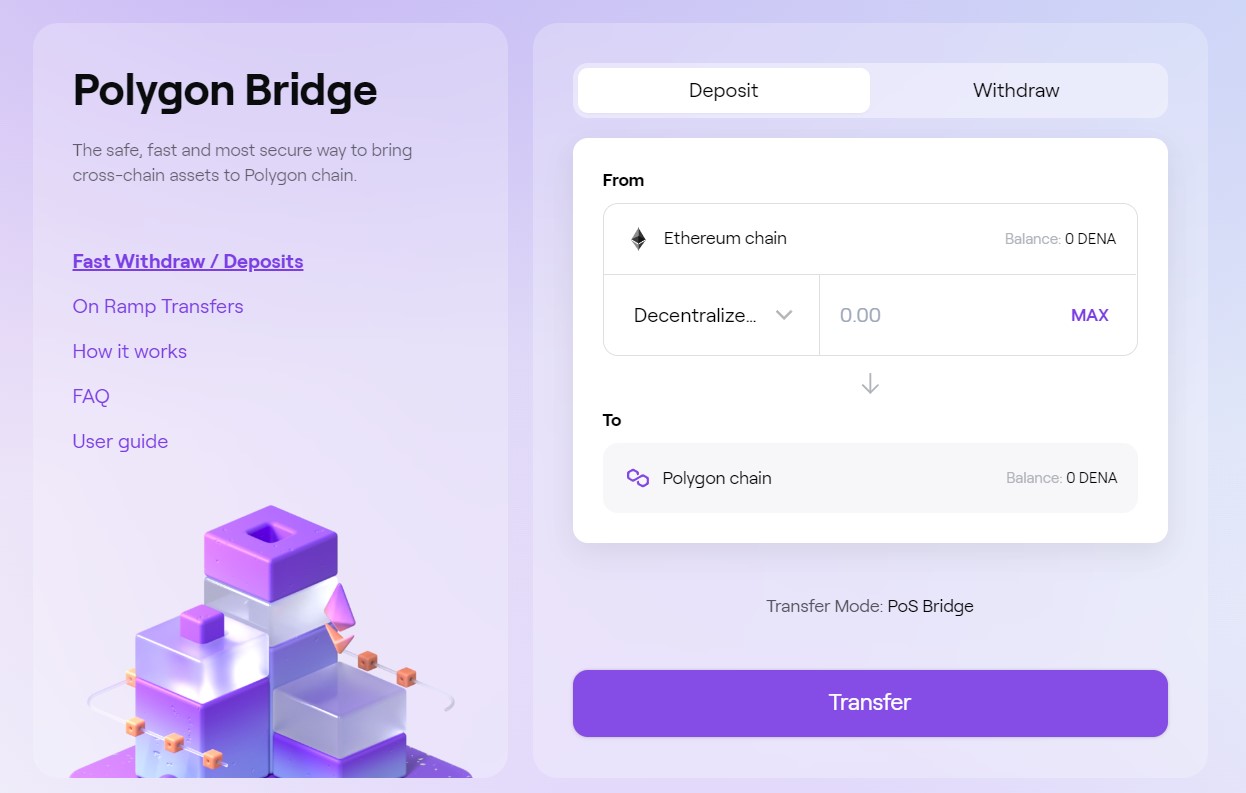 Polygon Bridge
The safe, fast and most secure way to bring
cross-chain assets to Polygon chain.
Fast Withdraw / Deposits
On Ramp Transfers
How it works
FAQ
User guide
Deposit
Withdraw
From
Ethereum chain
Balance: 0 DENA
Decentralize...
0.00
MAX
To
Polygon chain
Balance: 0 DENA
Transfer Mode: PoS Bridge
Transfer